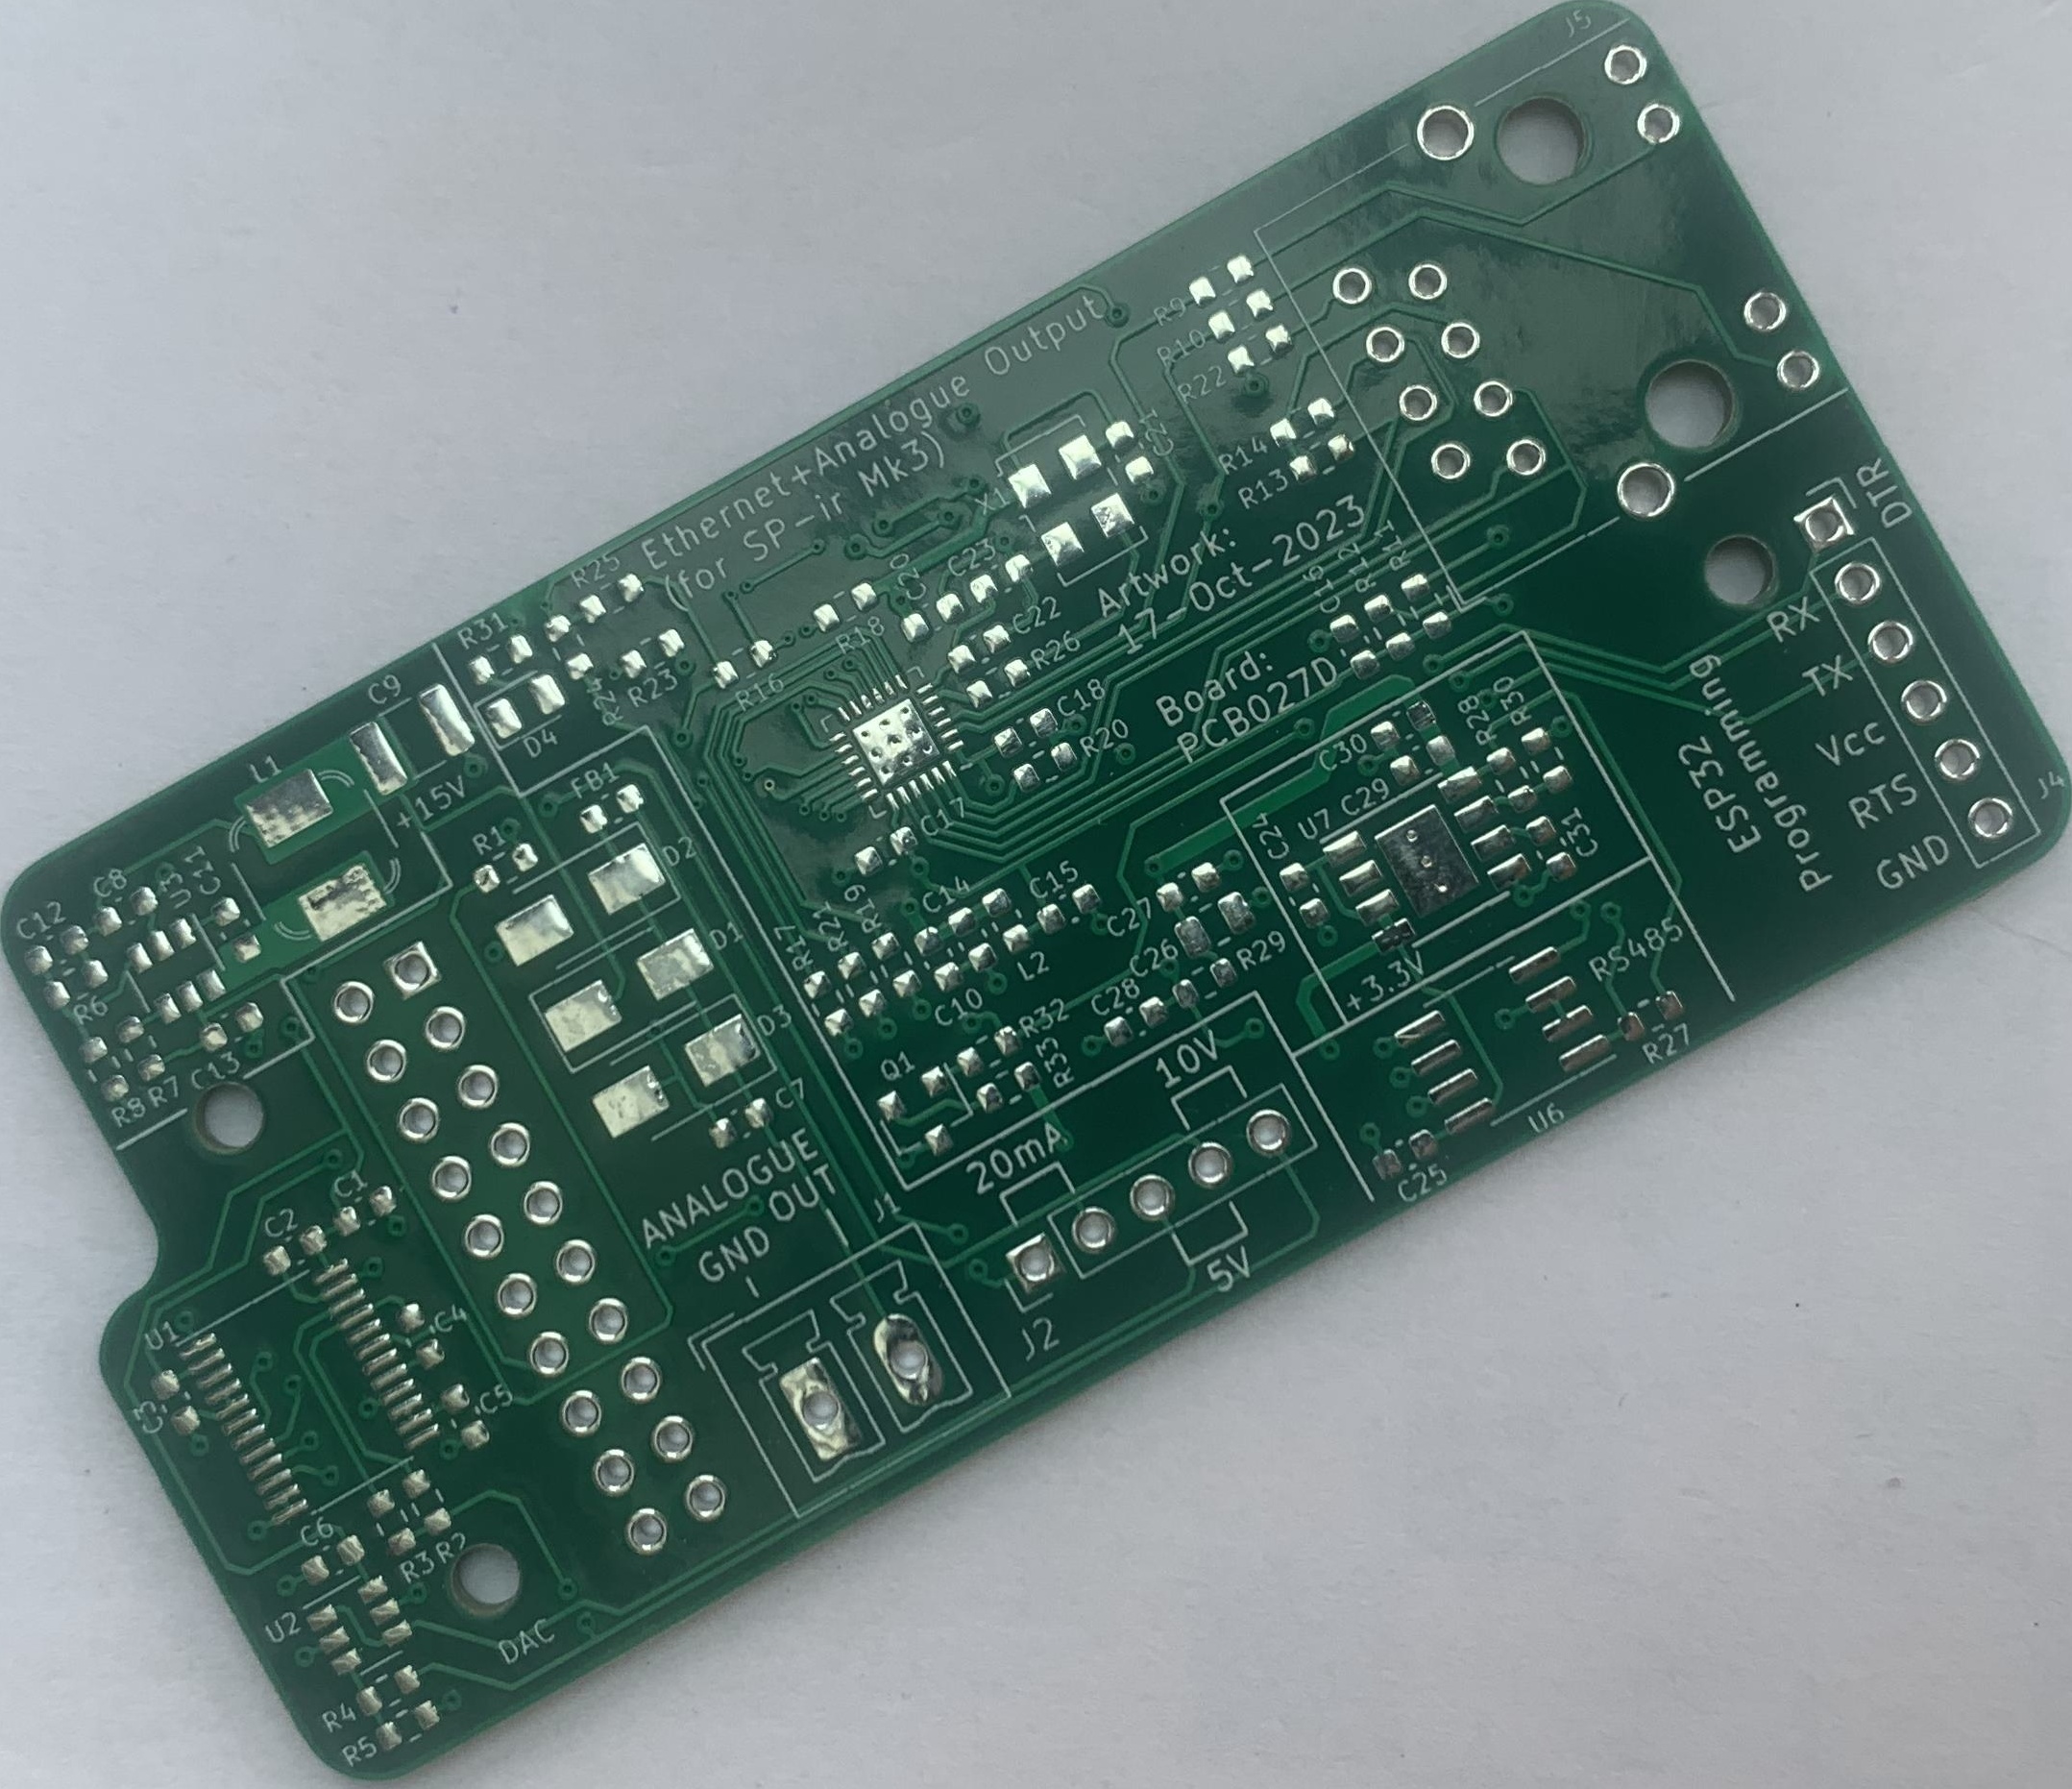 J5
Ethernet+Analogue Output
(for SP-ir Mk3)
R9
R10
R22
R14
R13
C21
X1
Artwork:
17-Oct-2023
Board:
PCB027D
R25
R31
R24
R23
D4
R16
R18
C20
C23
C22
R26
C18
R20
C17
C16
R12
R11
DTR
RX
TX
Vcc
RTS
GND
J4
ESP32
Programming
C9
L1
+15V
C8
C12
U3
C11
R6
R8
R7
C13
R1
FB1
D2
D1
D3
C7
R17
R21
R19
C14
C15
L2
C10
C27
C26
C28
R29
C24
U7
C29
C30
R28
R30
C31
+3.3V
RS485
R27
U6
C25
Q1
R32
R33
10V
20mA
5V
J2
J1
ANALOGUE
GND OUT
C1
C2
U1
C3
C4
C5
C6
R3
R2
U2
DAC
R4
R5